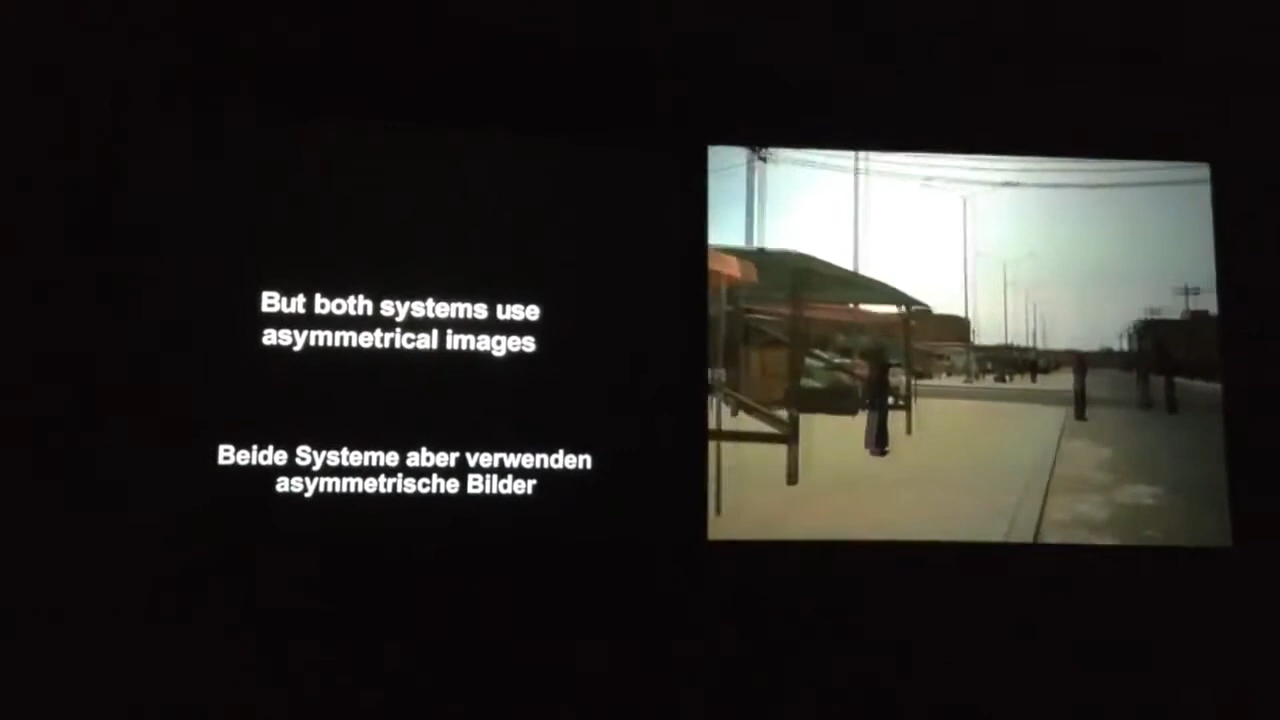 But both systems use
asymmetrical images
Beide Systeme aber verwenden
asymmetrische Bilder